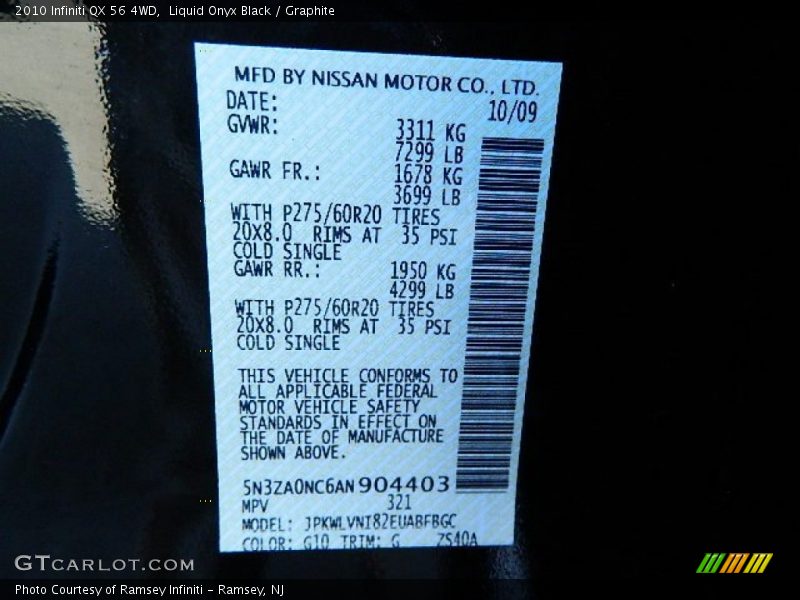 2010 Infiniti QX 56 4WD, Liquid Onyx Black / Graphite
MFD BY NISSAN MOTOR CO., LTD.
DATE: 10/09
GVWR: 3311 KG
7299 LB
GAWR FR.: 1678 KG
3699 LB
WITH P275/60R20 TIRES
20X8.0 RIMS AT 35 PSI
COLD SINGLE
GAWR RR.: 1950 KG
4299 LB
WITH P275/60R20 TIRES
20X8.0 RIMS AT 35 PSI
COLD SINGLE
THIS VEHICLE CONFORMS TO
ALL APPLICABLE FEDERAL
MOTOR VEHICLE SAFETY
STANDARDS IN EFFECT ON
THE DATE OF MANUFACTURE
SHOWN ABOVE.
5N3ZA0NC6AN904403
MPV 321
MODEL: JPKWLVNI82EUABFBGC
COLOR: G10 TRIM: G ZS40A
GTCARLOT.COM
Photo Courtesy of Ramsey Infiniti - Ramsey, NJ